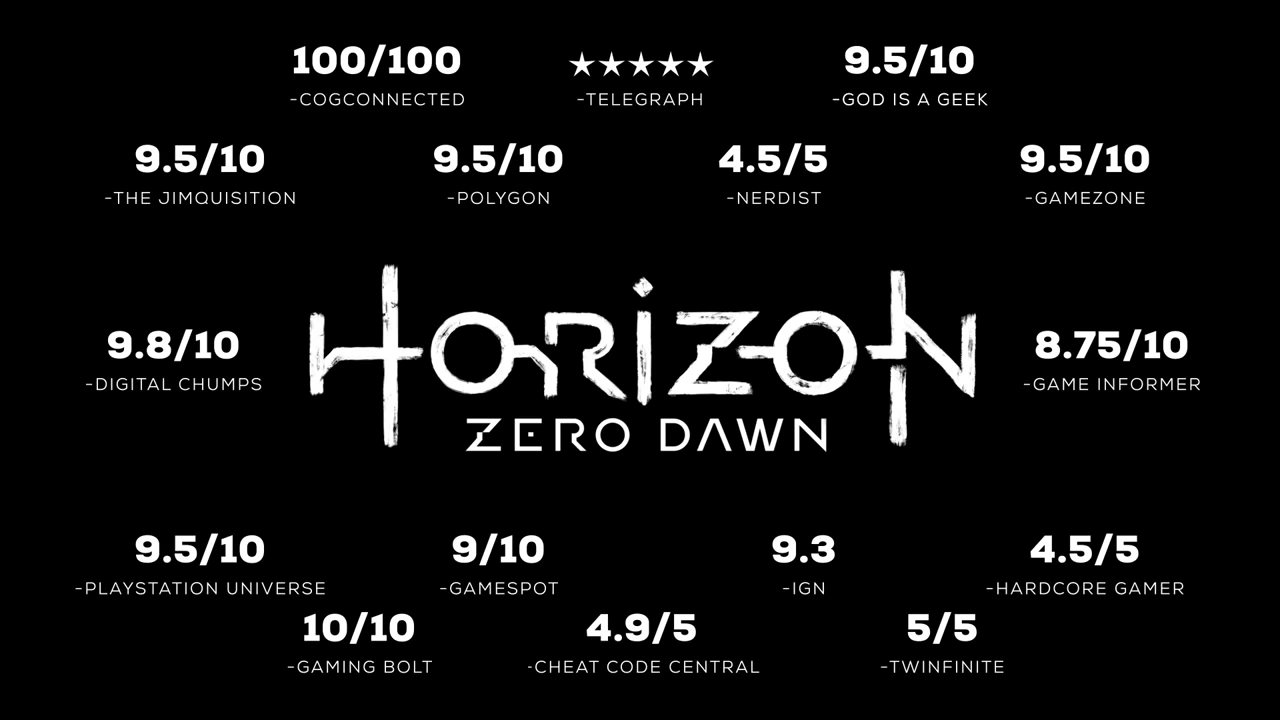 100/100
-COGCONNECTED
★★★★★
-TELEGRAPH
9.5/10
-GOD IS A GEEK
9.5/10
-THE JIMQUISITION
9.5/10
-POLYGON
4.5/5
-NERDIST
9.5/10
-GAMEZONE
9.8/10
-DIGITAL CHUMPS
HORiZON
ZERO DAWN
8.75/10
-GAME INFORMER
9.5/10
-PLAYSTATION UNIVERSE
9/10
-GAMESPOT
9.3
-IGN
4.5/5
-HARDCORE GAMER
10/10
-GAMING BOLT
4.9/5
-CHEAT CODE CENTRAL
5/5
-TWINFINITE